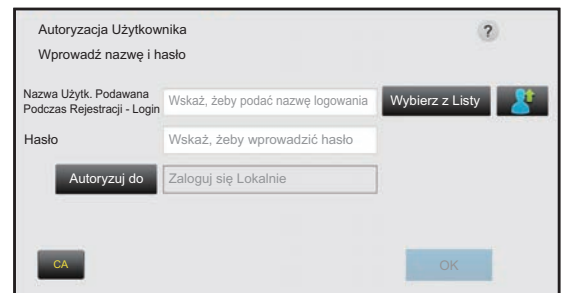 Autoryzacja Użytkownika
?
Wprowadź nazwę i hasło
Nazwa Użytk. Podawana
Podczas Rejestracji - Login
Wskaż, żeby podać nazwę logowania
Wybierz z Listy
Hasło
Wskaż, żeby wprowadzić hasło
Autoryzuj do
Zaloguj się Lokalnie
CA
OK